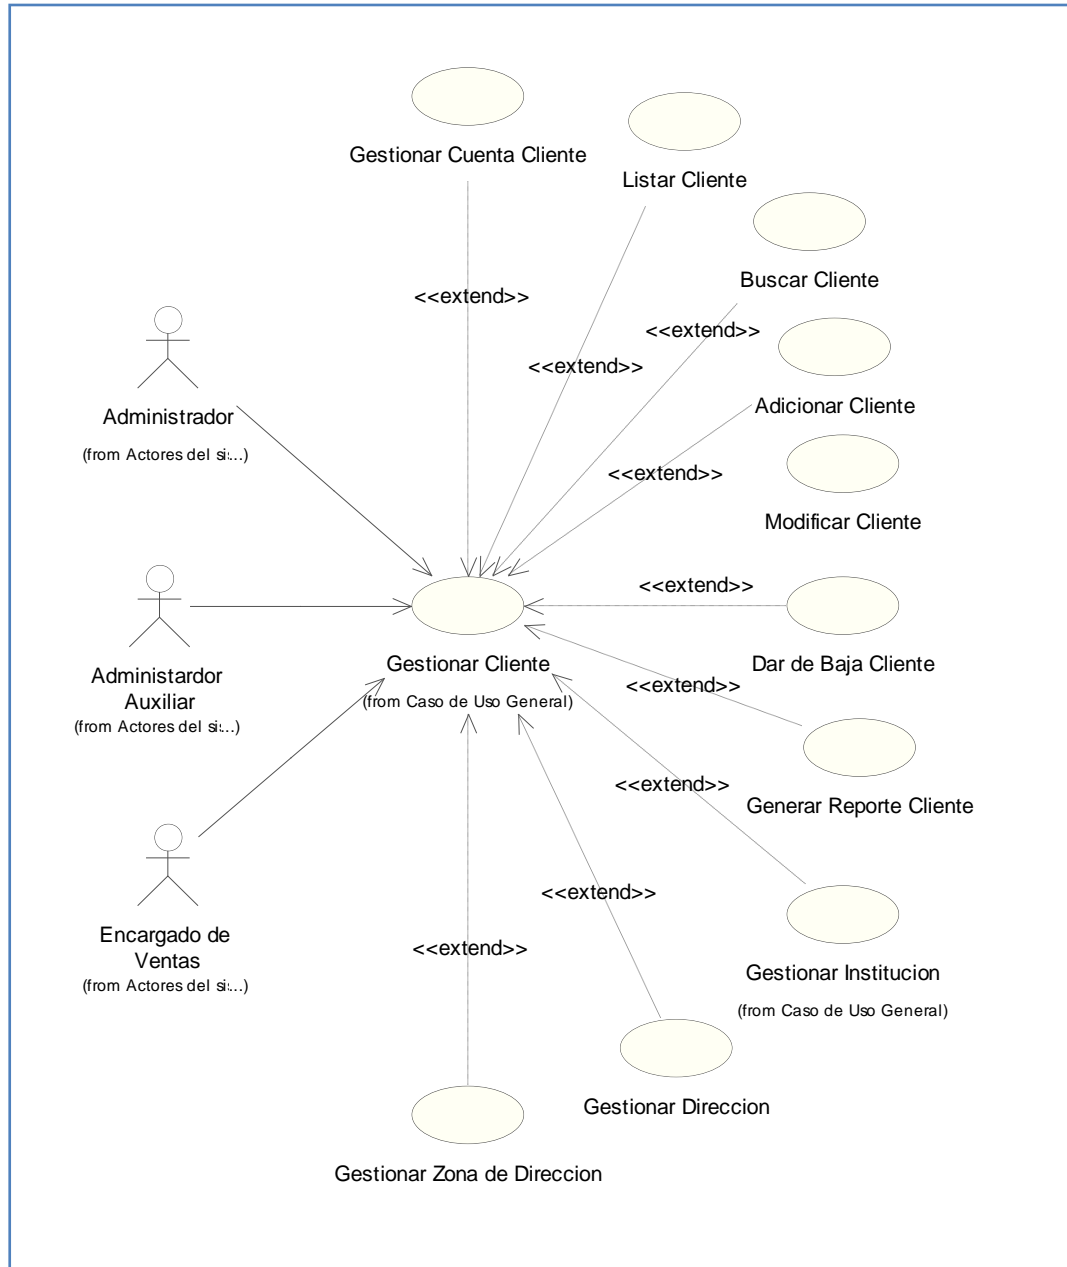 Gestionar Cuenta Cliente
Listar Cliente
Buscar Cliente
<<extend>>
<<extend>>
<<extend>>
Adicionar Cliente
Administrador
(from Actores del si:...)
<<extend>>
Modificar Cliente
<<extend>>
Gestionar Cliente
(from Caso de Uso General)
Dar de Baja Cliente
Administardor
Auxiliar
(from Actores del si:...)
<<extend>>
<<extend>>
Generar Reporte Cliente
<<extend>>
Encargado de
Ventas
(from Actores del si:...)
<<extend>>
Gestionar Institucion
(from Caso de Uso General)
Gestionar Direccion
Gestionar Zona de Direccion